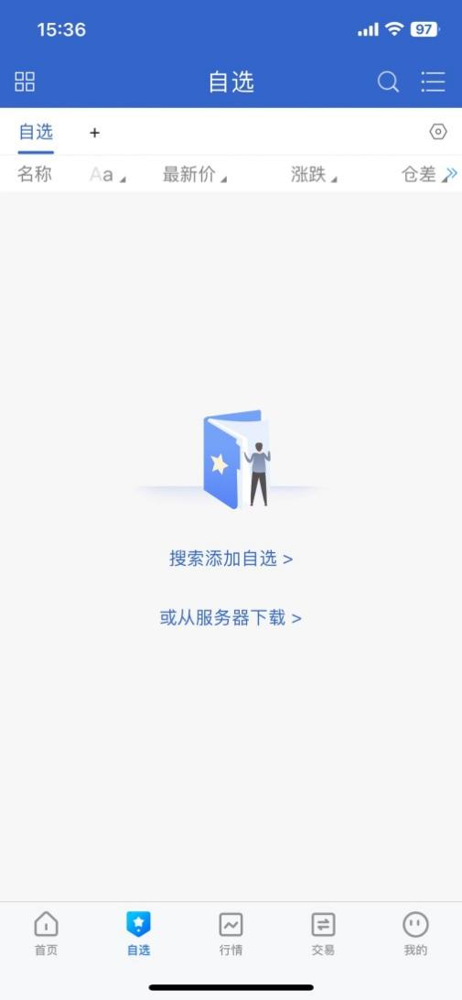 15:36 97
自选
自选 +
名称 Aa 最新价 涨跌 仓差
搜索添加自选 >
或从服务器下载 >
首页 自选 行情 交易 我的